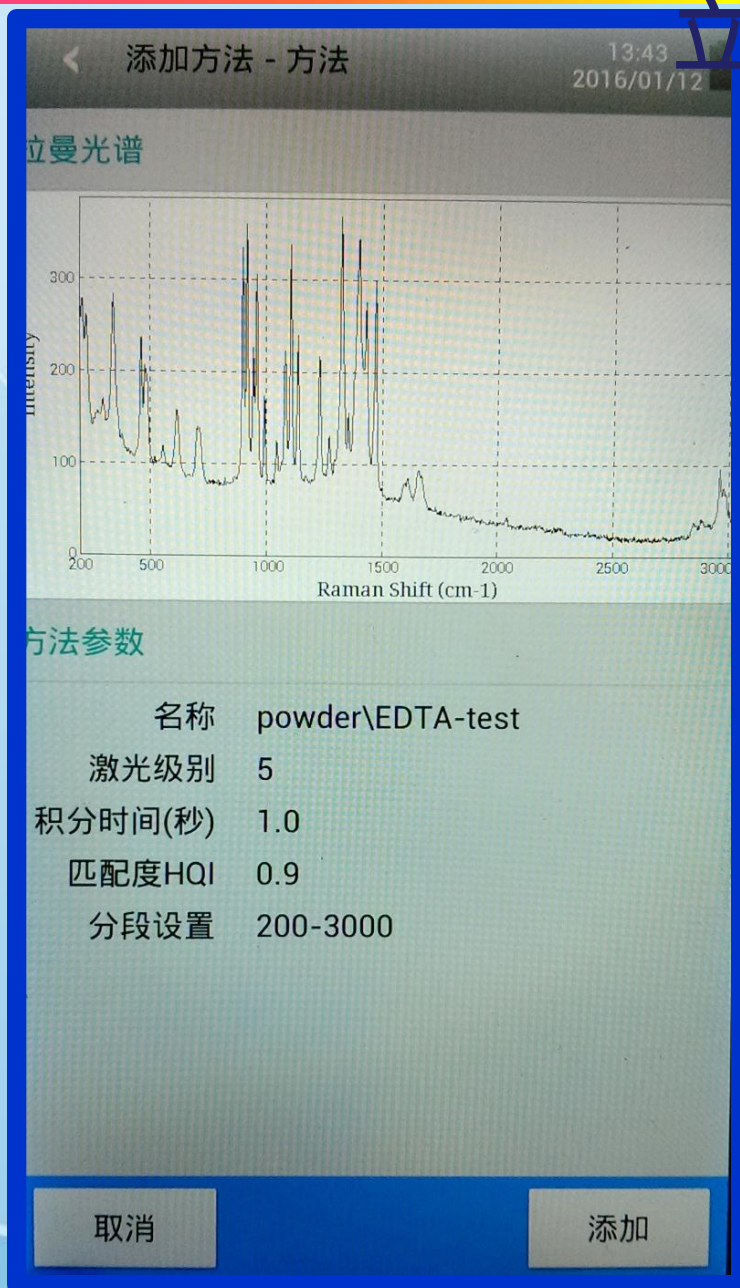 添加方法 - 方法
13:43
2016/01/12
拉曼光谱
300
200
100
0
Intensity
200 500 1000 1500 2000 2500 3000
Raman Shift (cm-1)
方法参数
名称 powder\EDTA-test
激光级别 5
积分时间(秒) 1.0
匹配度HQI 0.9
分段设置 200-3000
取消 添加